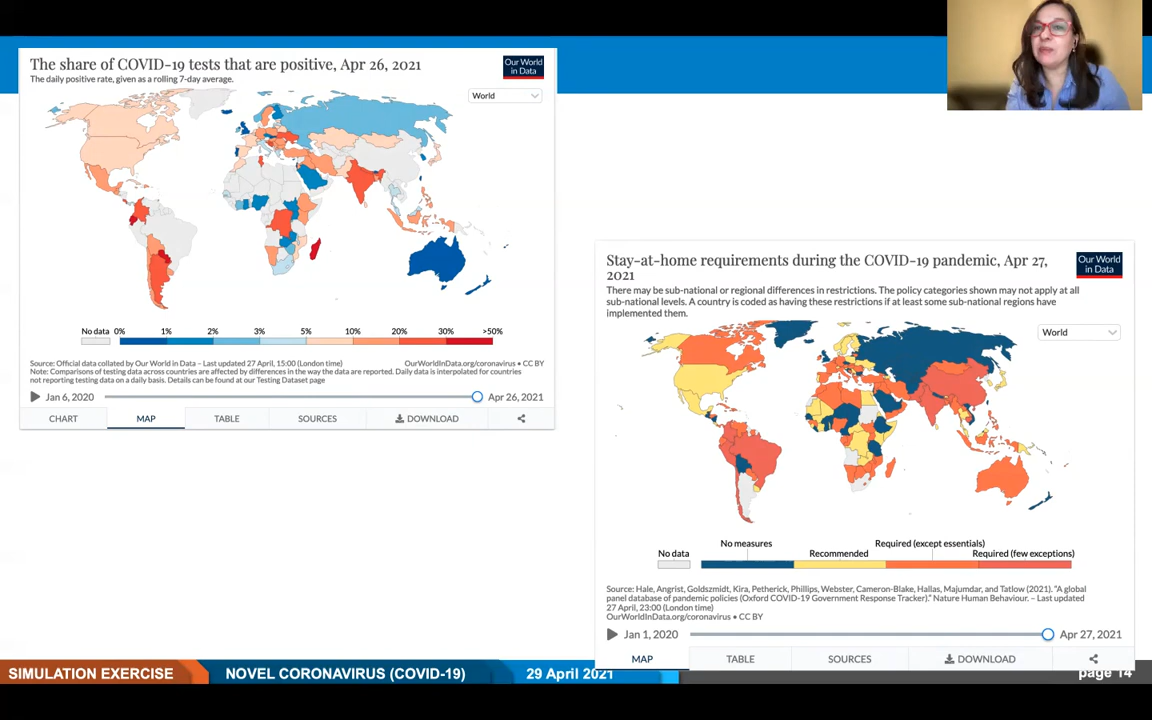 The share of COVID-19 tests that are positive, Apr 26, 2021
The daily positive rate, given as a rolling 7-day average.
Our World
in Data
World
No data 0% 1% 2% 3% 5% 10% 20% 30% >50%
Source: Official data collated by Our World in Data – Last updated 27 April, 15:00 (London time)
OurWorldInData.org/coronavirus • CC BY
Note: Comparisons of testing data across countries are affected by differences in the way the data are reported. Daily data is interpolated for countries
not reporting testing data on a daily basis. Details can be found at our Testing Dataset page
Jan 6, 2020
Apr 26, 2021
CHART MAP TABLE SOURCES DOWNLOAD
Stay-at-home requirements during the COVID-19 pandemic, Apr 27,
2021
Our World
in Data
There may be sub-national or regional differences in restrictions. The policy categories shown may not apply at all
sub-national levels. A country is coded as having these restrictions if at least some sub-national regions have
implemented them.
World
No measures Required (except essentials)
No data Recommended Required (few exceptions)
Source: Hale, Angrist, Goldszmidt, Kira, Petherick, Phillips, Webster, Cameron-Blake, Hallas, Majumdar, and Tatlow (2021). "A global
panel database of pandemic policies (Oxford COVID-19 Government Response Tracker)." Nature Human Behaviour. – Last updated
27 April, 23:00 (London time)
OurWorldInData.org/coronavirus • CC BY
Jan 1, 2020
Apr 27, 2021
MAP TABLE SOURCES DOWNLOAD
SIMULATION EXERCISE NOVEL CORONAVIRUS (COVID-19) 29 April 2021 page 14